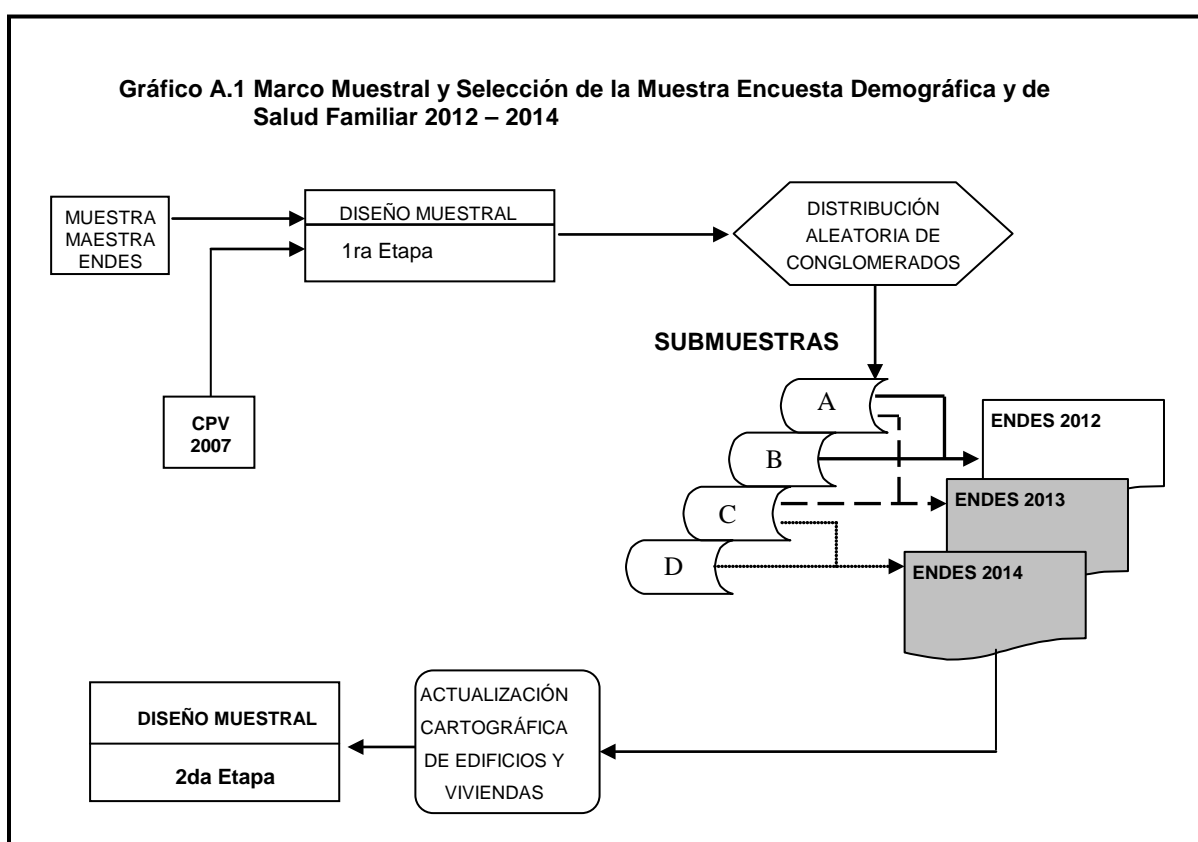 Gráfico A.1 Marco Muestral y Selección de la Muestra Encuesta Demográfica y de
Salud Familiar 2012 – 2014
MUESTRA
MAESTRA
ENDES
DISEÑO MUESTRAL
1ra Etapa
DISTRIBUCIÓN
ALEATORIA DE
CONGLOMERADOS
CPV
2007
SUBMUESTRAS
A
B
C
D
ENDES 2012
ENDES 2013
ENDES 2014
DISEÑO MUESTRAL
2da Etapa
ACTUALIZACIÓN
CARTOGRÁFICA
DE EDIFICIOS Y
VIVIENDAS